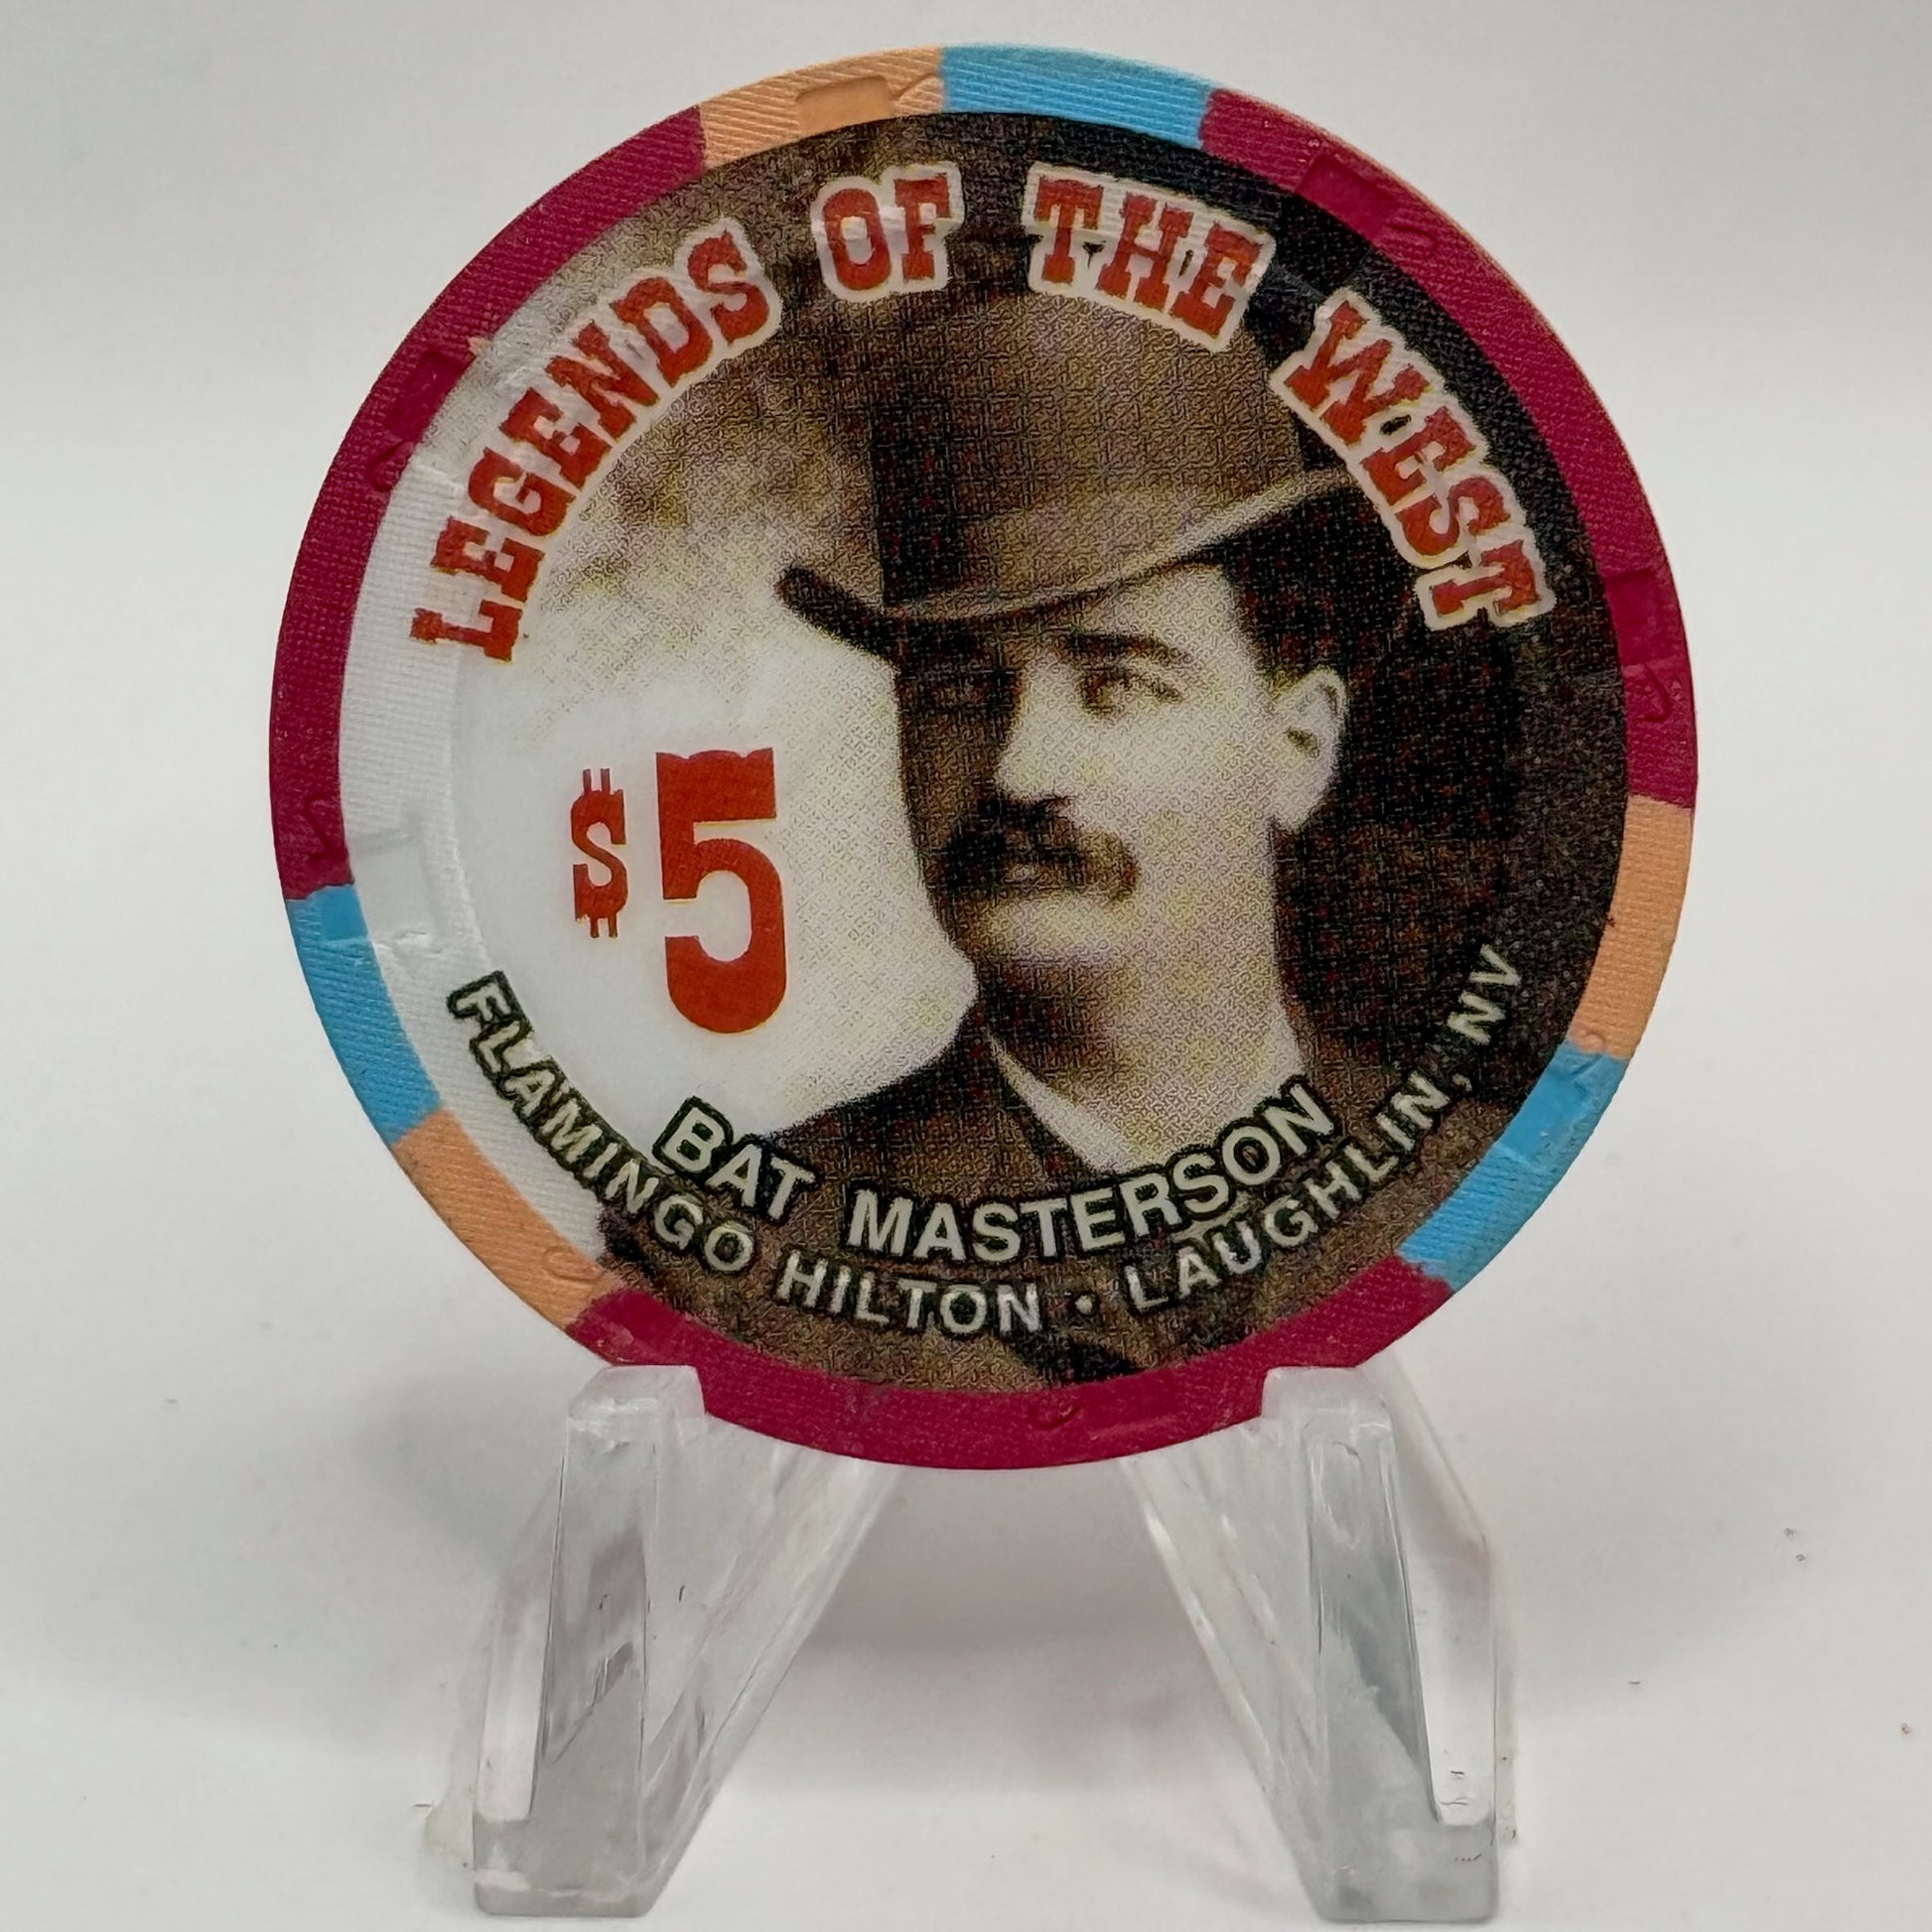 LEGENDS OF THE WEST
$5
BAT MASTERSON
FLAMINGO HILTON • LAUGHLIN, NV